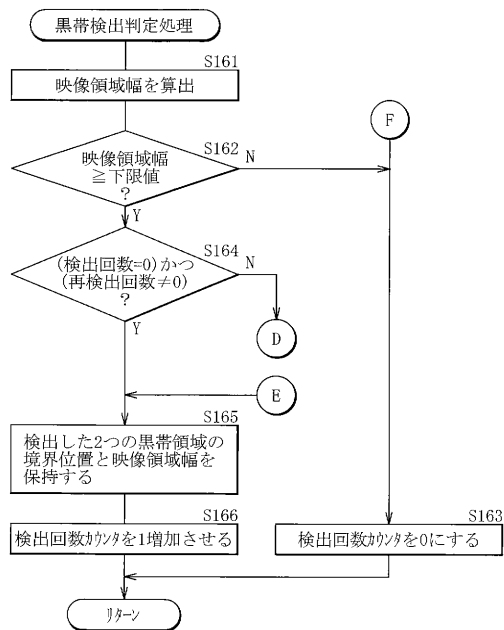 黒帯検出判定処理
S161
映像領域幅を算出
F
S162
映像領域幅
≧下限値
?
N
Y
S164
(検出回数=0)かつ
(再検出回数≠0)
?
N
Y
D
E
S165
検出した2つの黒帯領域の
境界位置と映像領域幅を
保持する
S166
検出回数ｶｳﾝﾀを1増加させる
S163
検出回数ｶｳﾝﾀを0にする
ﾘﾀｰﾝ